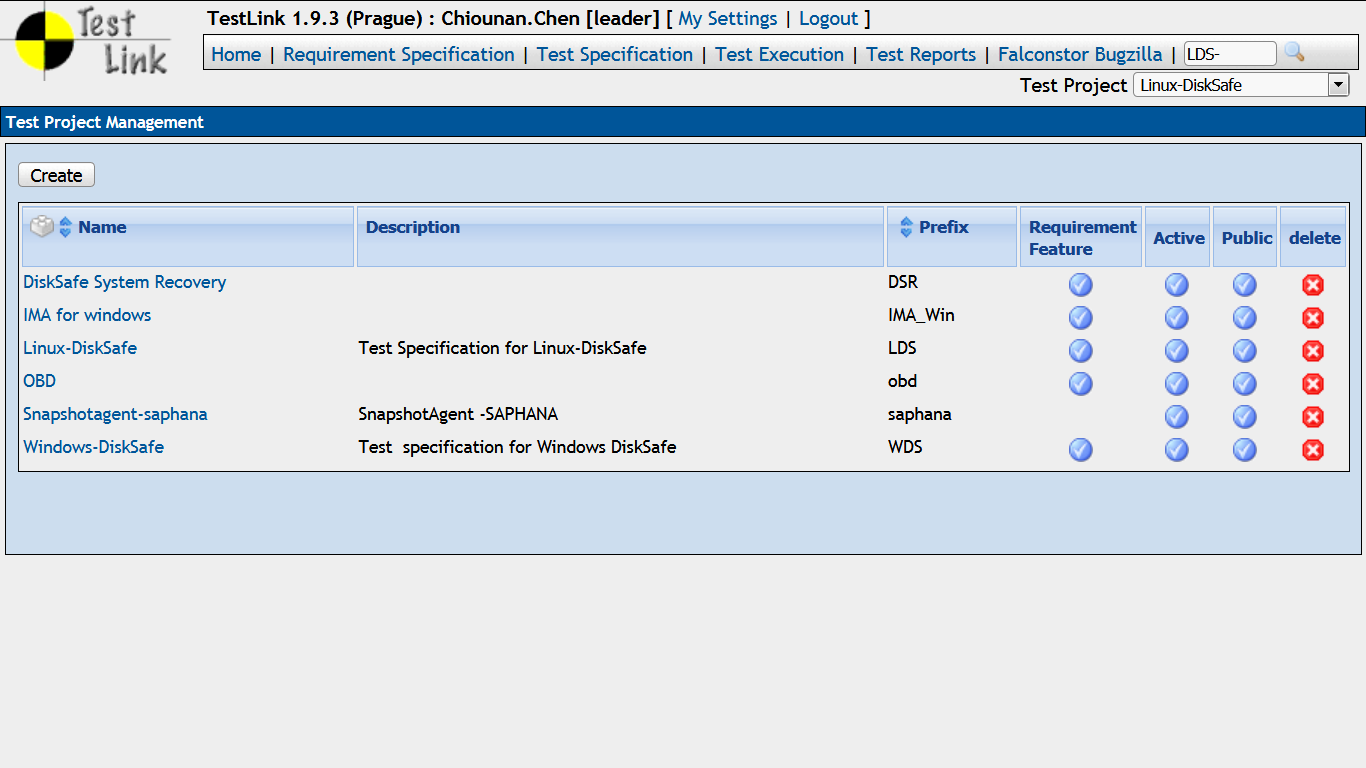 Test Link
TestLink 1.9.3 (Prague) : Chiounan.Chen [leader] [ My Settings | Logout ]
Home | Requirement Specification | Test Specification | Test Execution | Test Reports | Falconstor Bugzilla | LDS-
Test Project Linux-DiskSafe
Test Project Management
Create
Name Description Prefix Requirement Feature Active Public delete
DiskSafe System Recovery DSR
IMA for windows IMA_Win
Linux-DiskSafe Test Specification for Linux-DiskSafe LDS
OBD obd
Snapshotagent-saphana SnapshotAgent -SAPHANA saphana
Windows-DiskSafe Test  specification for Windows DiskSafe WDS